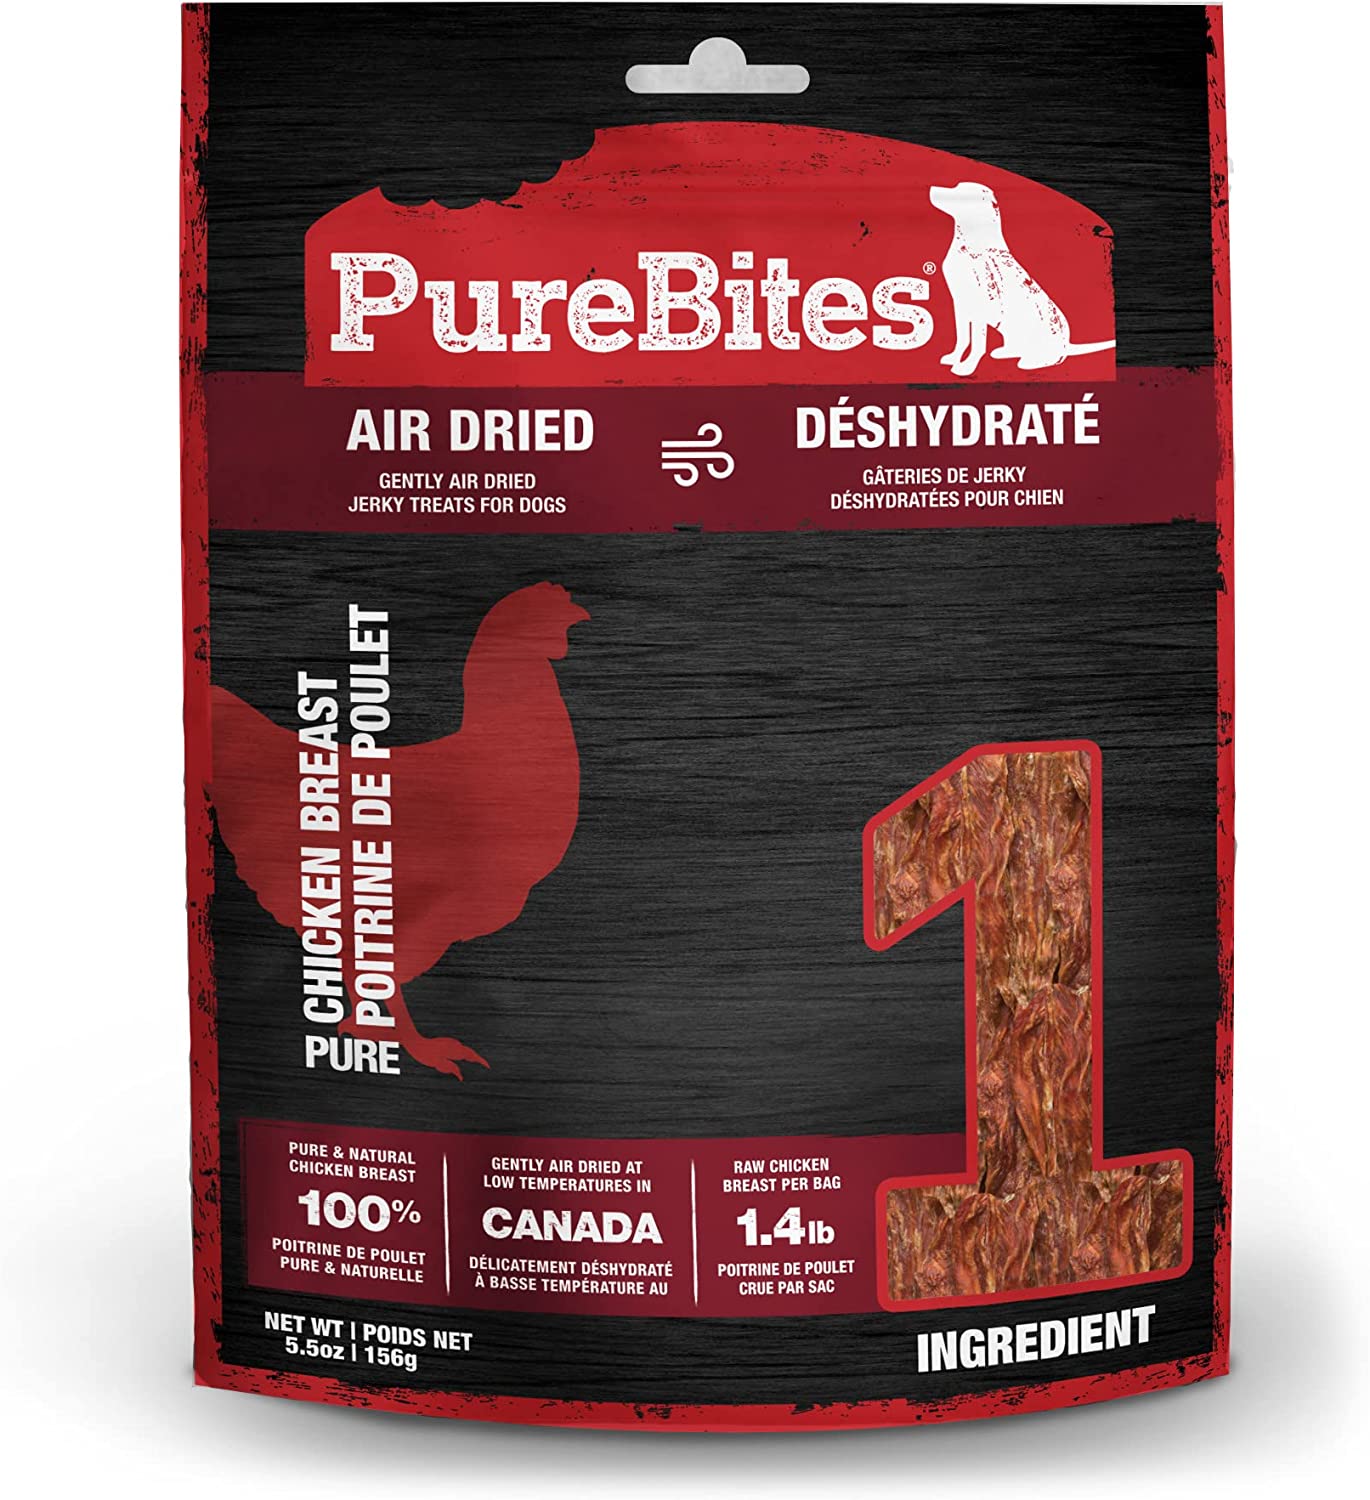 PureBites®
AIR DRIED
GENTLY AIR DRIED
JERKY TREATS FOR DOGS
DÉSHYDRATÉ
GÂTERIES DE JERKY
DÉSHYDRATÉES POUR CHIEN
PURE
CHICKEN BREAST
POITRINE DE POULET
1
INGREDIENT
PURE & NATURAL
CHICKEN BREAST
100%
POITRINE DE POULET
PURE & NATURELLE
GENTLY AIR DRIED AT
LOW TEMPERATURES IN
CANADA
DÉLICATEMENT DÉSHYDRATÉ
À BASSE TEMPÉRATURE AU
RAW CHICKEN
BREAST PER BAG
1.4lb
POITRINE DE POULET
CRUE PAR SAC
NET WT | POIDS NET
5.5oz | 156g